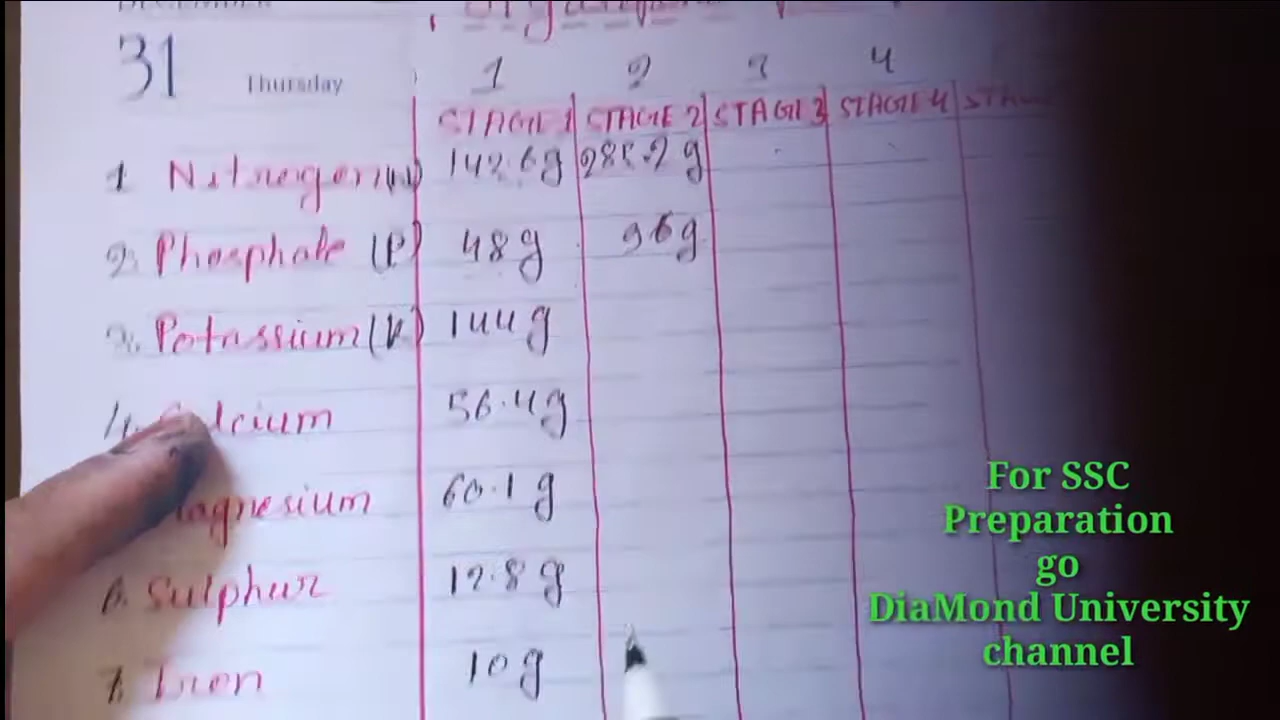 31 Thursday
1 2 3 4
STAGE 1 STAGE 2 STAGE 3 STAGE 4
1. Nitrogen (N) 142.6g 285.2 g
2. Phosphate (P) 48g 96g
3. Potassium (K) 144g
4. Calcium 56.4g
Magnesium 60.1 g
6. Sulphur 12.8 g
7. Iron 10g
For SSC
Preparation
go
DiaMond University
channel